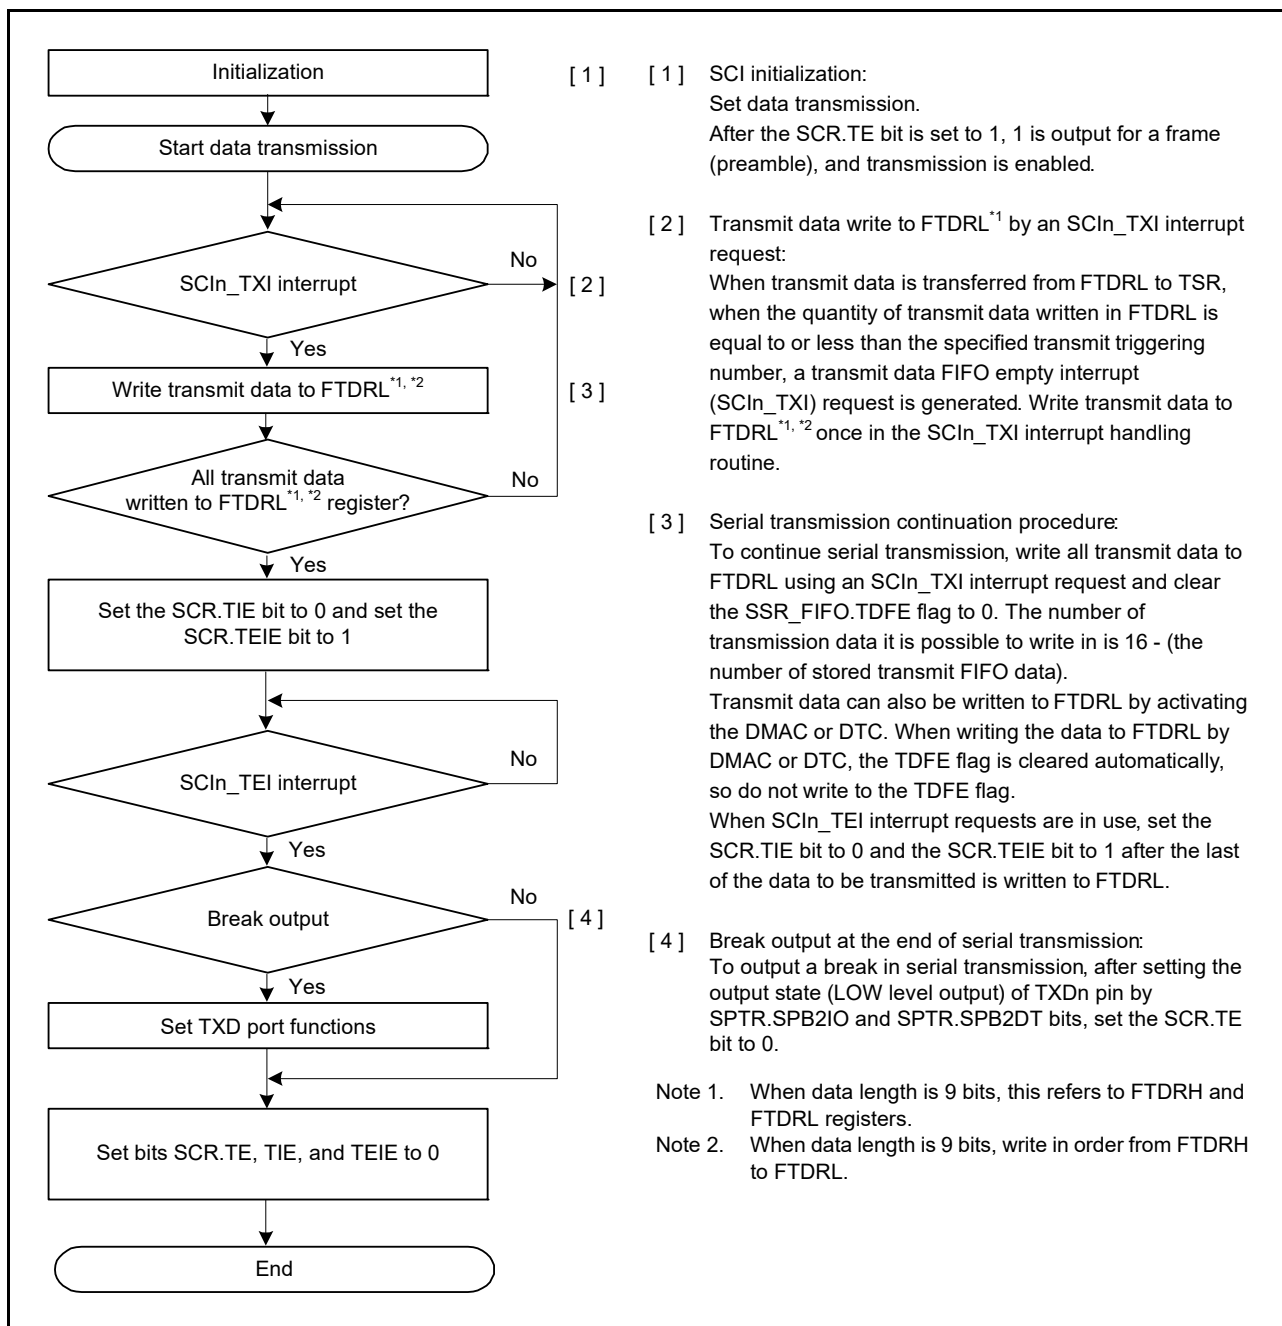 Initialization
[ 1 ]
Start data transmission
SCIn_TXI interrupt
No
[ 2 ]
Yes
Write transmit data to FTDRL*1, *2
[ 3 ]
All transmit data
written to FTDRL*1, *2 register?
No
Yes
Set the SCR.TIE bit to 0 and set the
SCR.TEIE bit to 1
SCIn_TEI interrupt
No
Yes
Break output
No
[ 4 ]
Yes
Set TXD port functions
Set bits SCR.TE, TIE, and TEIE to 0
End
[ 1 ] SCI initialization:
Set data transmission.
After the SCR.TE bit is set to 1, 1 is output for a frame
(preamble), and transmission is enabled.
[ 2 ] Transmit data write to FTDRL*1 by an SCIn_TXI interrupt
request:
When transmit data is transferred from FTDRL to TSR,
when the quantity of transmit data written in FTDRL is
equal to or less than the specified transmit triggering
number, a transmit data FIFO empty interrupt
(SCIn_TXI) request is generated. Write transmit data to
FTDRL*1, *2 once in the SCIn_TXI interrupt handling
routine.
[ 3 ] Serial transmission continuation procedure:
To continue serial transmission, write all transmit data to
FTDRL using an SCIn_TXI interrupt request and clear
the SSR_FIFO.TDFE flag to 0. The number of
transmission data it is possible to write in is 16 - (the
number of stored transmit FIFO data).
Transmit data can also be written to FTDRL by activating
the DMAC or DTC. When writing the data to FTDRL by
DMAC or DTC, the TDFE flag is cleared automatically,
so do not write to the TDFE flag.
When SCIn_TEI interrupt requests are in use, set the
SCR.TIE bit to 0 and the SCR.TEIE bit to 1 after the last
of the data to be transmitted is written to FTDRL.
[ 4 ] Break output at the end of serial transmission:
To output a break in serial transmission, after setting the
output state (LOW level output) of TXDn pin by
SPTR.SPB2IO and SPTR.SPB2DT bits, set the SCR.TE
bit to 0.
Note 1. When data length is 9 bits, this refers to FTDRH and
FTDRL registers.
Note 2. When data length is 9 bits, write in order from FTDRH
to FTDRL.